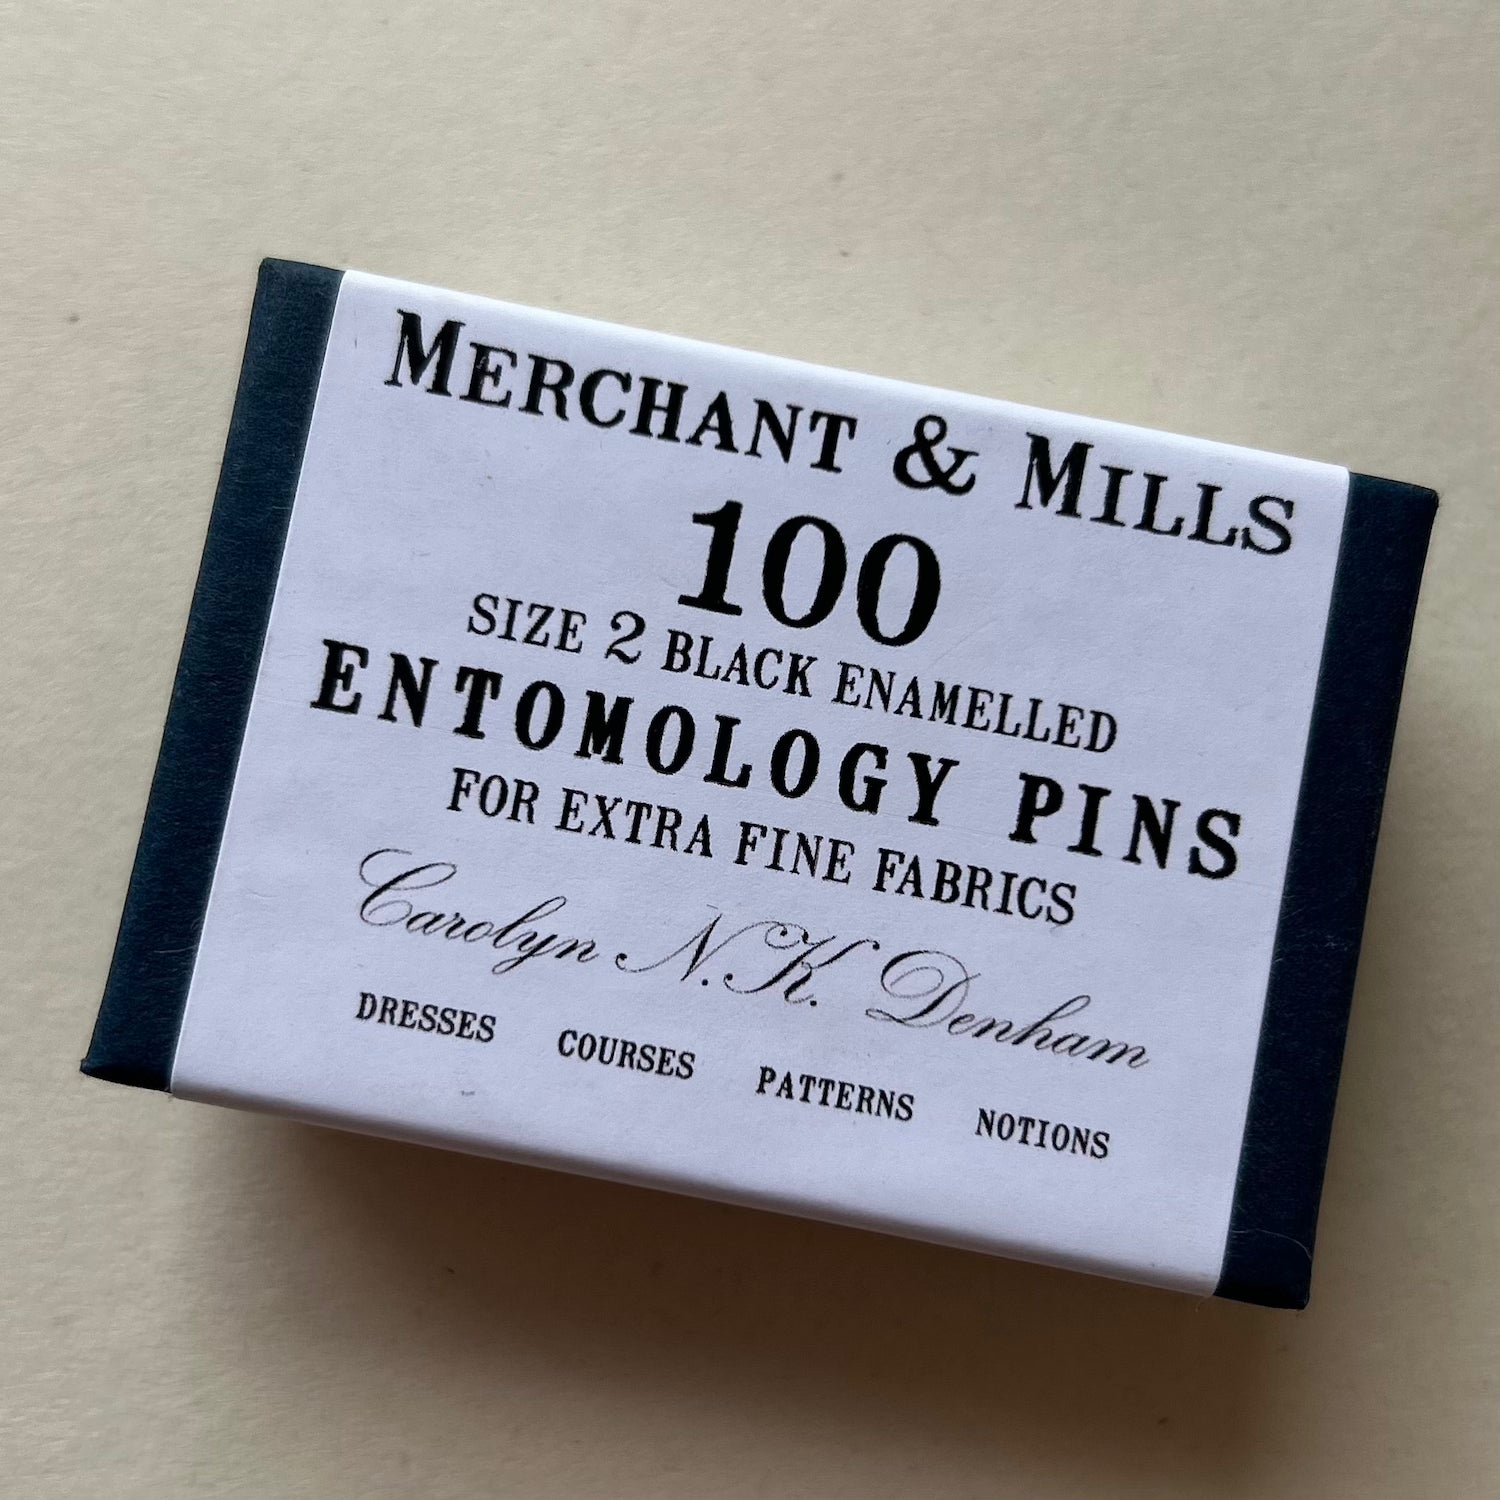 MERCHANT & MILLS
100
SIZE 2 BLACK ENAMELLED
ENTOMOLOGY PINS
FOR EXTRA FINE FABRICS
Carolyn N.K. Denham
DRESSES COURSES PATTERNS NOTIONS